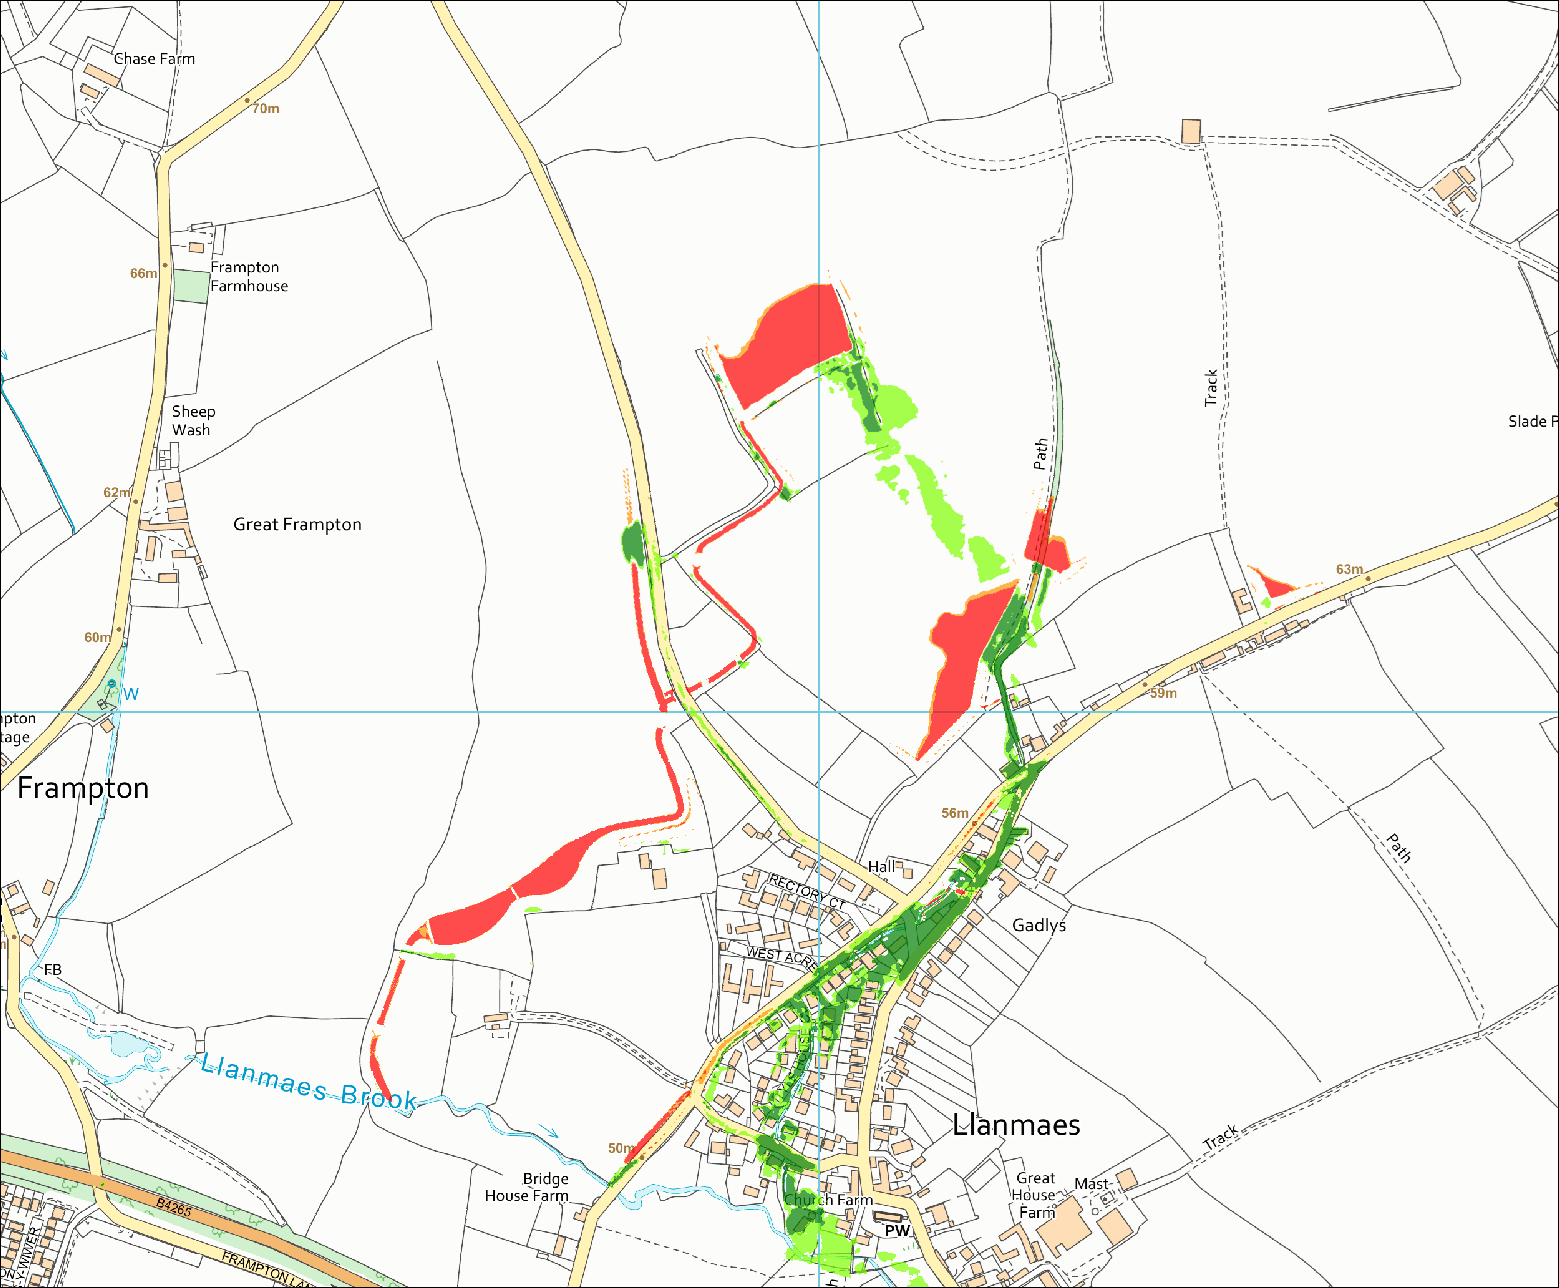 Chase Farm
70m
Frampton
Farmhouse
66m
Sheep
Wash
Track
Slade
Path
62m
Great Frampton
63m
60m
W
59m
Frampton
56m
Path
Hall
RECTORY CT
Gadlys
WEST ACRE
FB
Llanmaes Brook
Llanmaes
Track
50m
Bridge
House Farm
Great
House
Farm
Mast
Church Farm
B4265
PW
FRAMPTON LAN